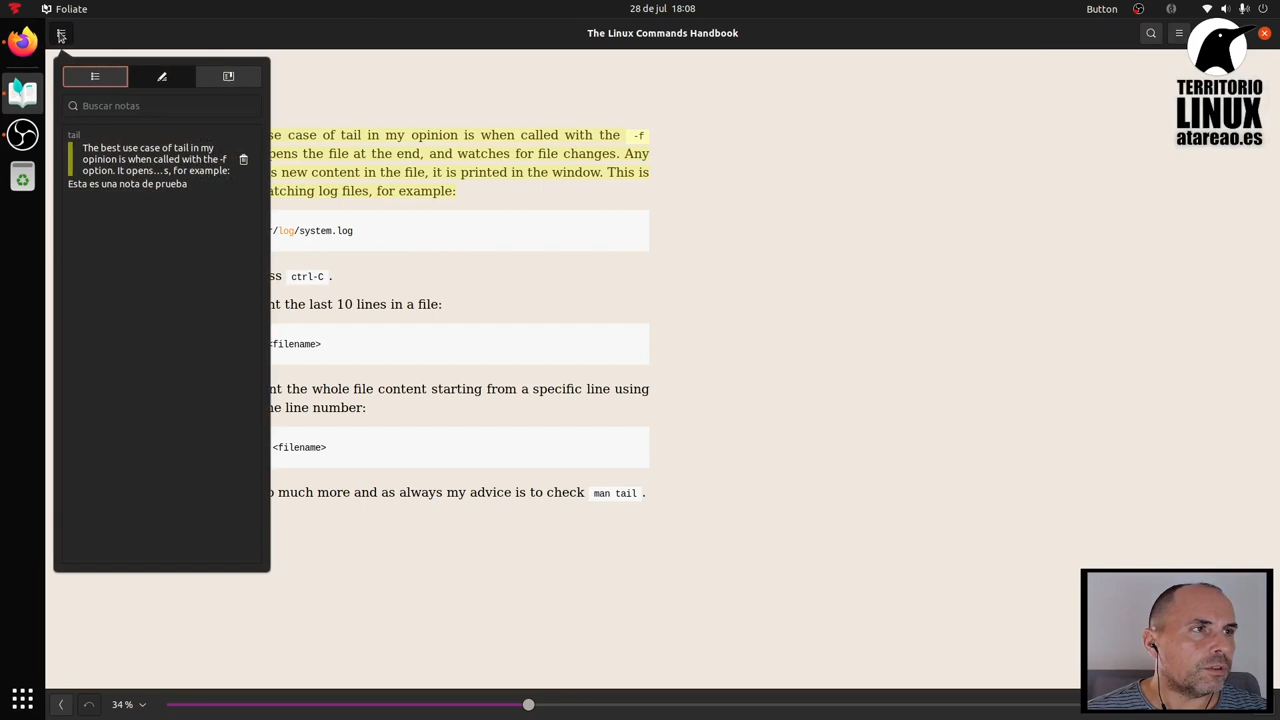 Foliate
28 de jul 18:08
Button
The Linux Commands Handbook
TERRITORIO
LINUX
atareao.es
Buscar notas
tail
The best use case of tail in my
opinion is when called with the -f
option. It opens…s, for example:
Esta es una nota de prueba
se case of tail in my opinion is when called with the -f
pens the file at the end, and watches for file changes. Any
s new content in the file, it is printed in the window. This is
atching log files, for example:
r/log/system.log
ss ctrl-C.
nt the last 10 lines in a file:
<filename>
nt the whole file content starting from a specific line using
he line number:
<filename>
o much more and as always my advice is to check man tail.
34 %